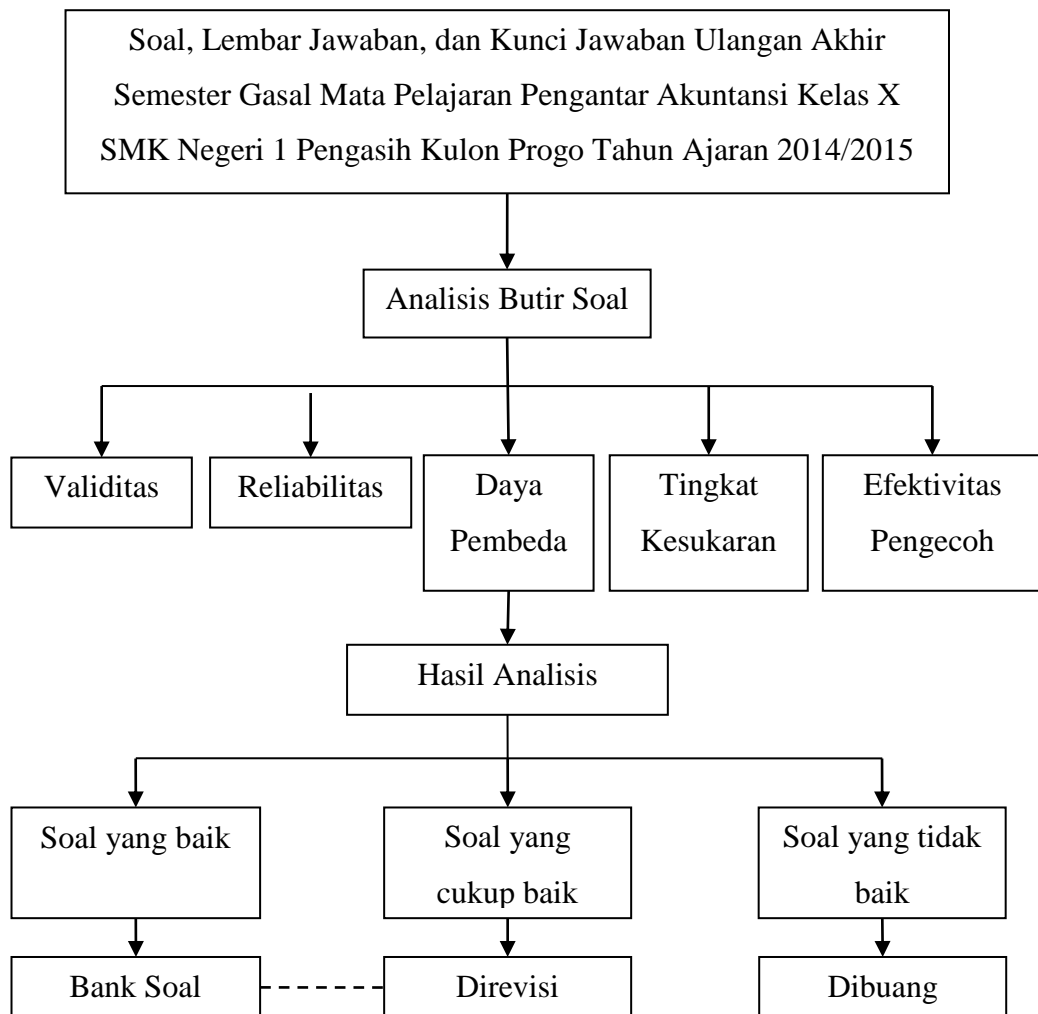 Soal, Lembar Jawaban, dan Kunci Jawaban Ulangan Akhir
Semester Gasal Mata Pelajaran Pengantar Akuntansi Kelas X
SMK Negeri 1 Pengasih Kulon Progo Tahun Ajaran 2014/2015
Analisis Butir Soal
Validitas
Reliabilitas
Daya
Pembeda
Tingkat
Kesukaran
Efektivitas
Pengecoh
Hasil Analisis
Soal yang baik
Soal yang
cukup baik
Soal yang tidak
baik
Bank Soal
Direvisi
Dibuang